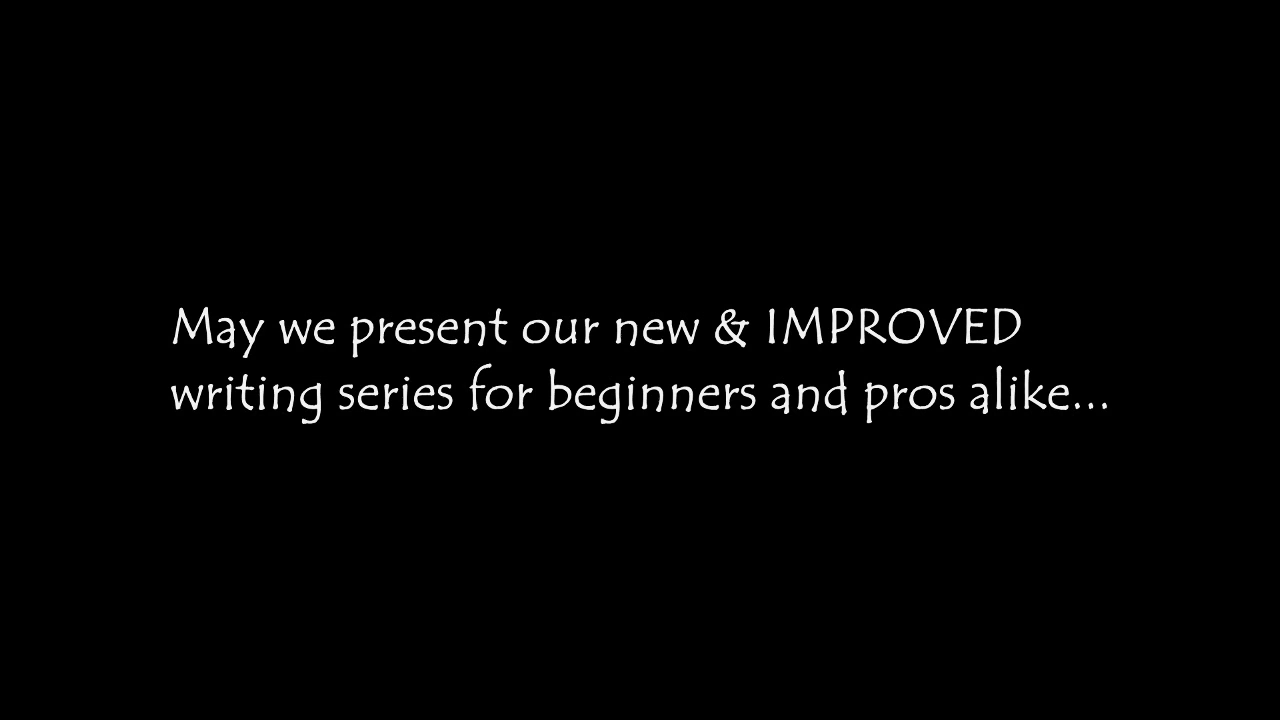 May we present our new & IMPROVED
writing series for beginners and pros alike...